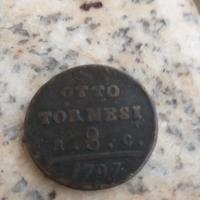 OTTO
TORNESI
8
R. C.
1797